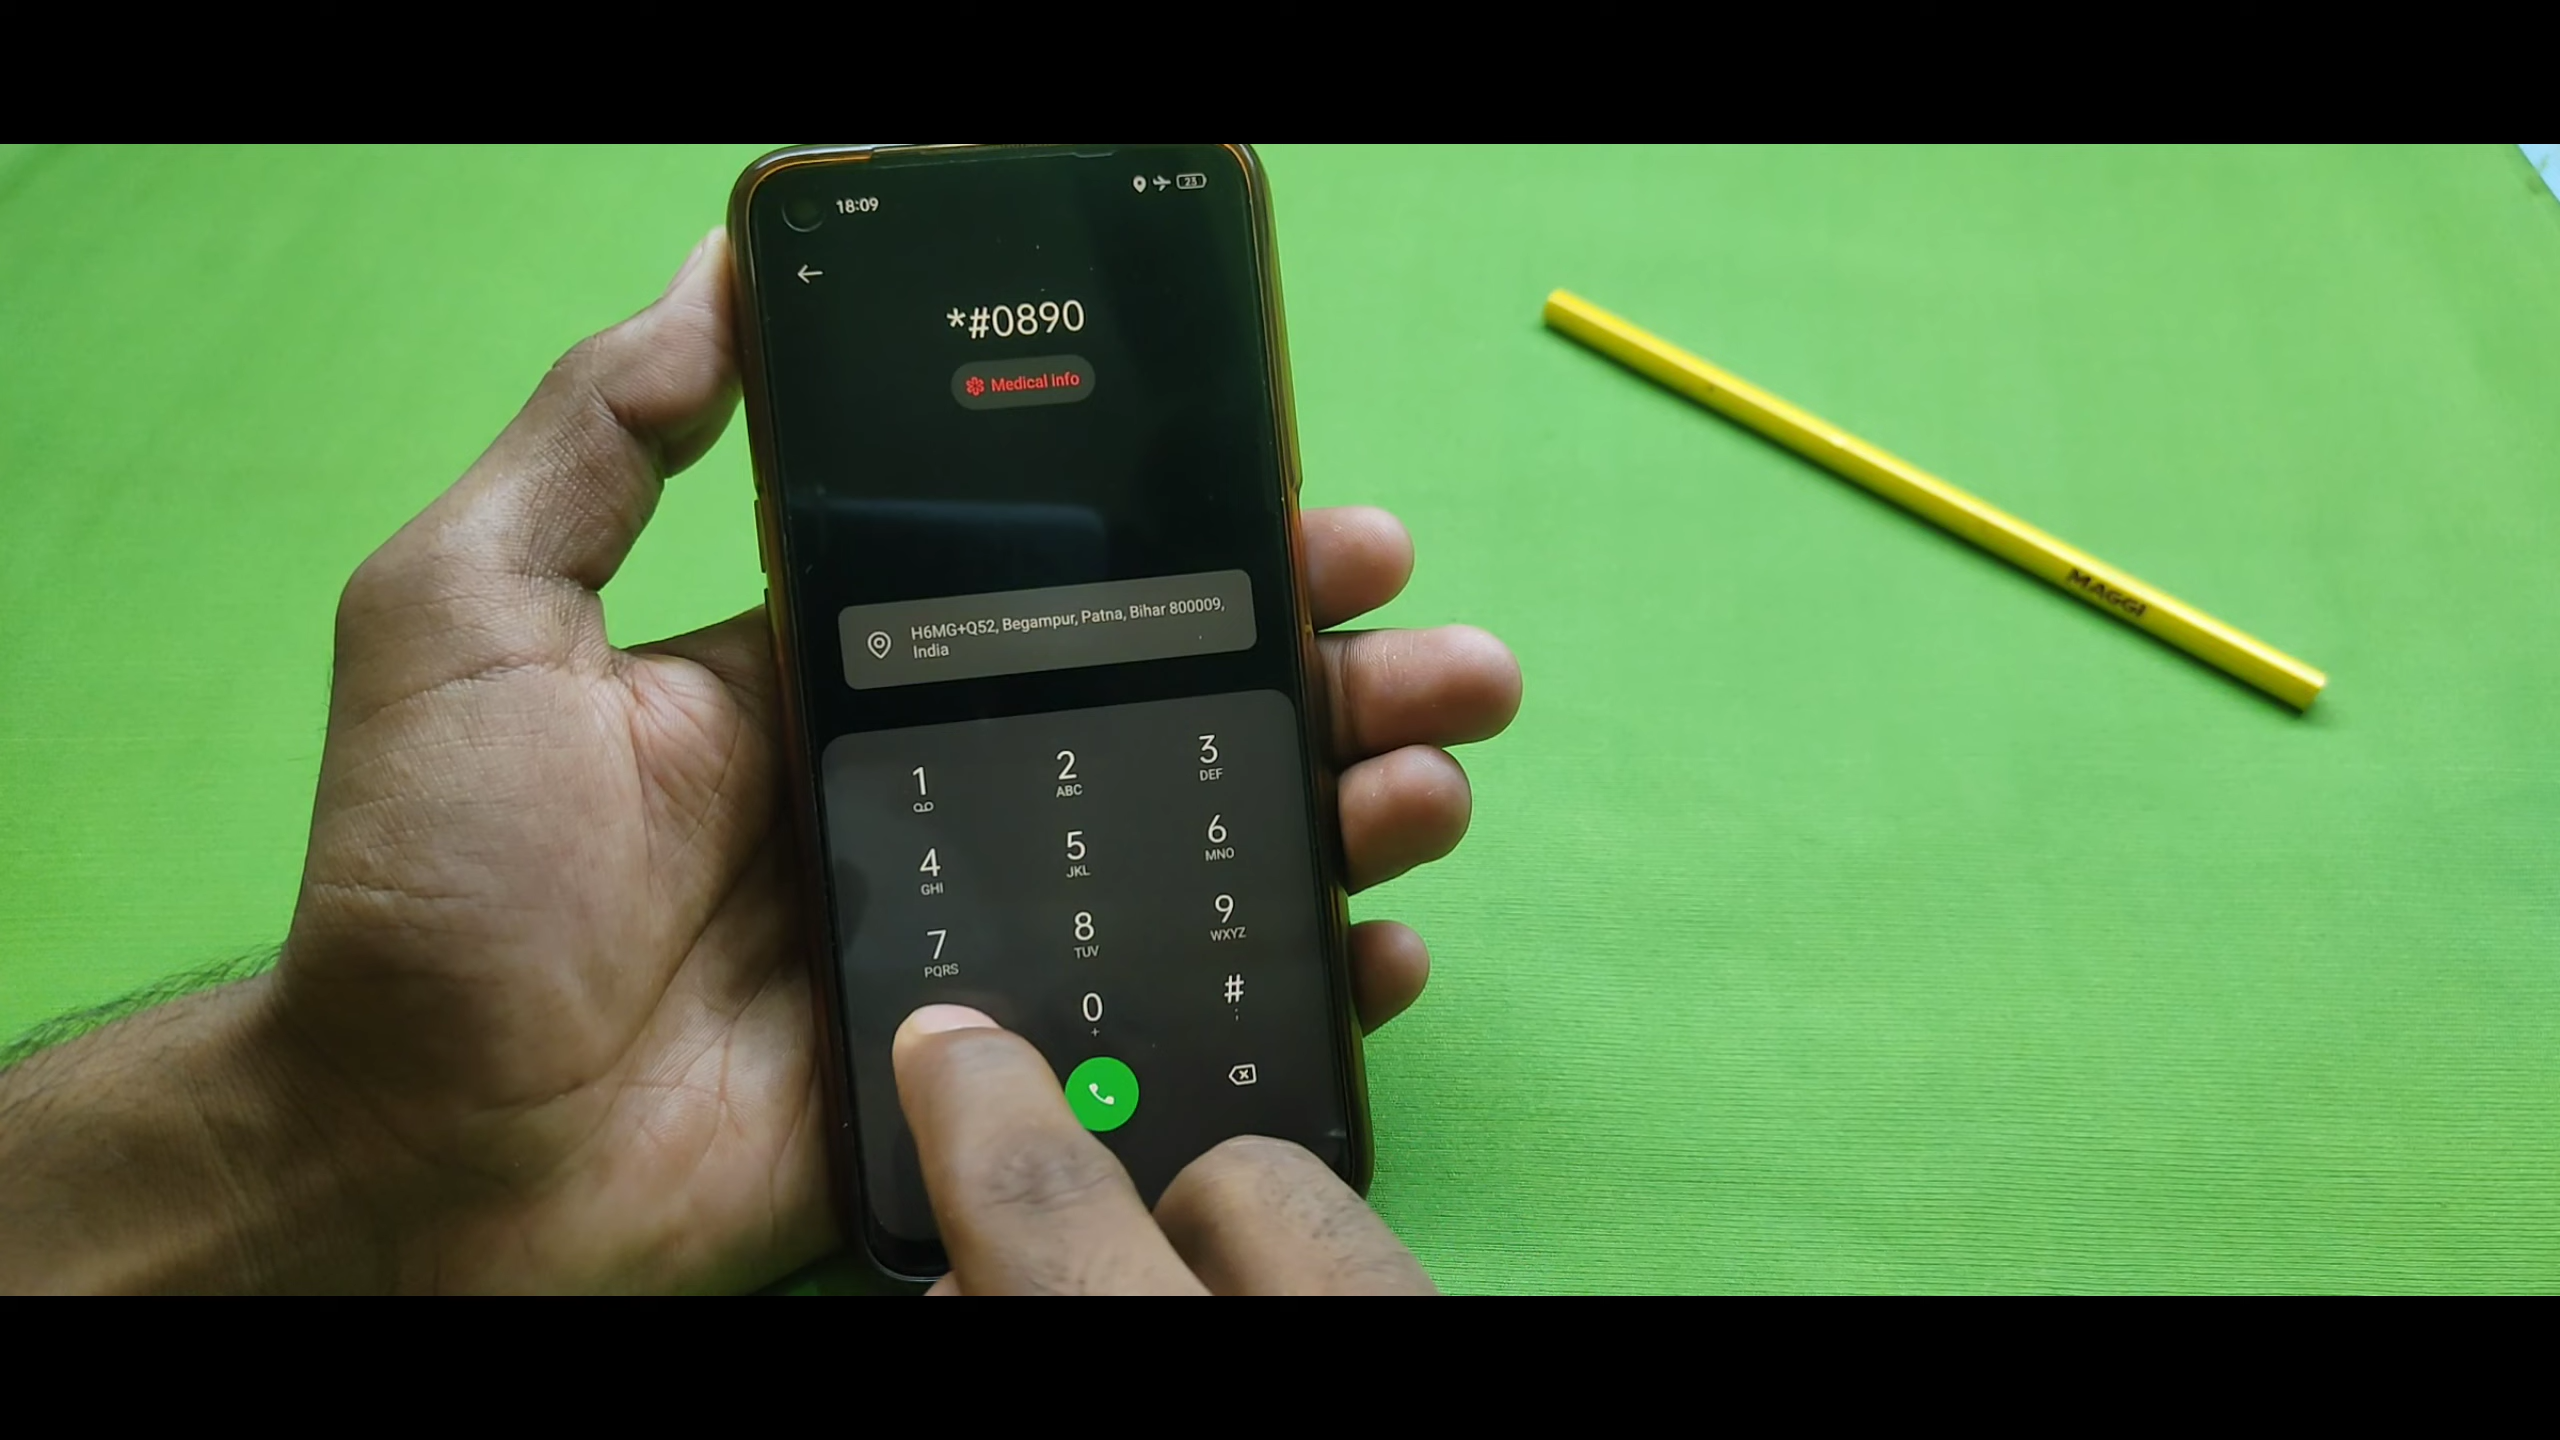 18:09
23
*#0890
Medical info
H6MG+Q52, Begampur, Patna, Bihar 800009,
India
1
2
ABC
3
DEF
4
GHI
5
JKL
6
MNO
7
PQRS
8
TUV
9
WXYZ
0
+
#
;
MAGGI